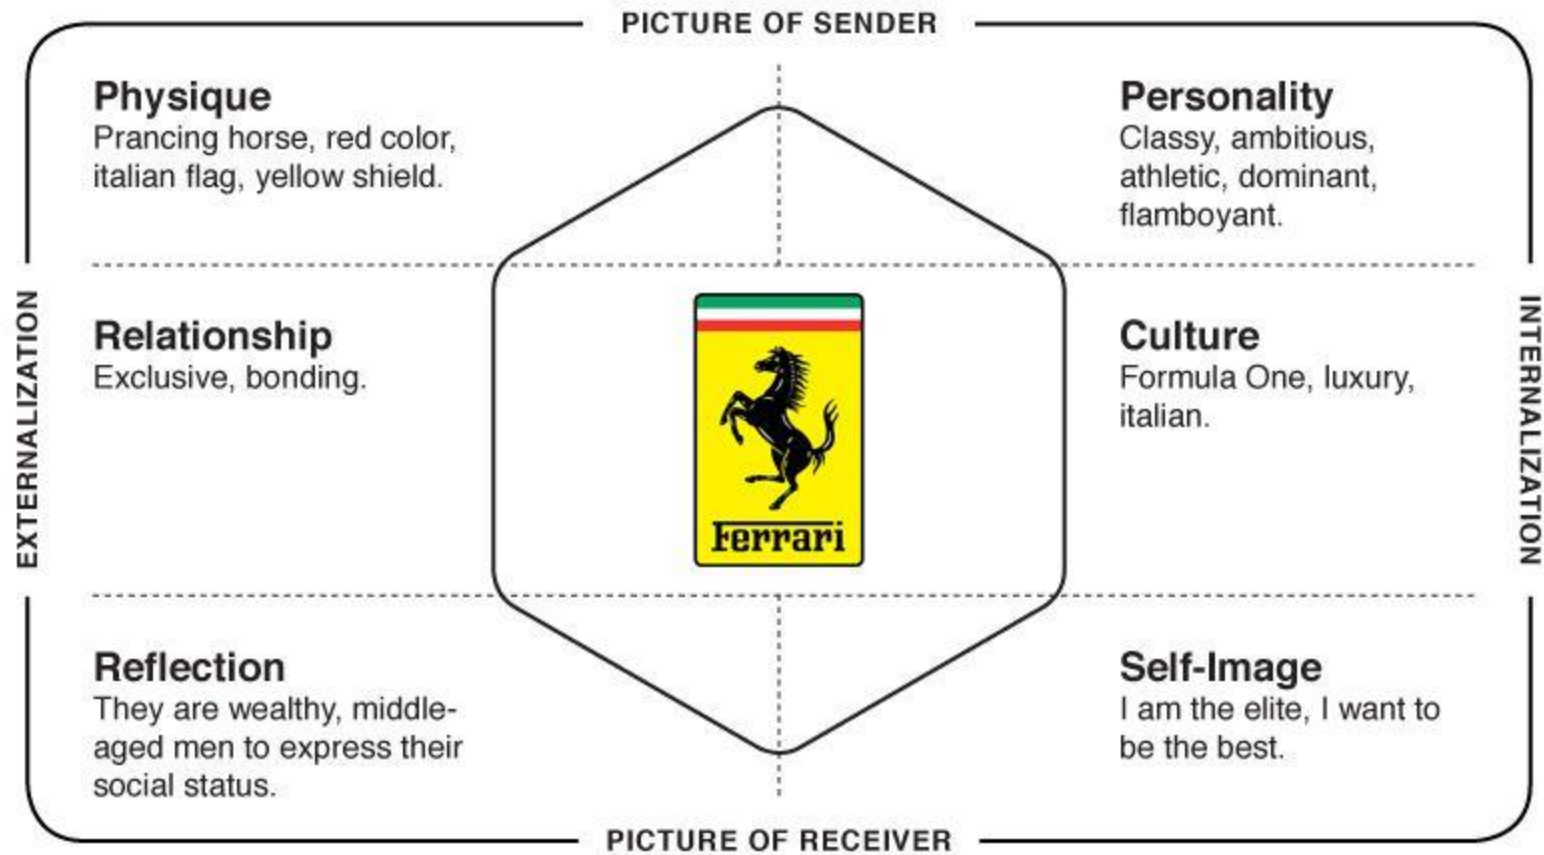 PICTURE OF SENDER
Physique
Prancing horse, red color,
italian flag, yellow shield.
Personality
Classy, ambitious,
athletic, dominant,
flamboyant.
EXTERNALIZATION
Relationship
Exclusive, bonding.
Ferrari
Culture
Formula One, luxury,
italian.
INTERNALIZATION
Reflection
They are wealthy, middle-
aged men to express their
social status.
Self-Image
I am the elite, I want to
be the best.
PICTURE OF RECEIVER